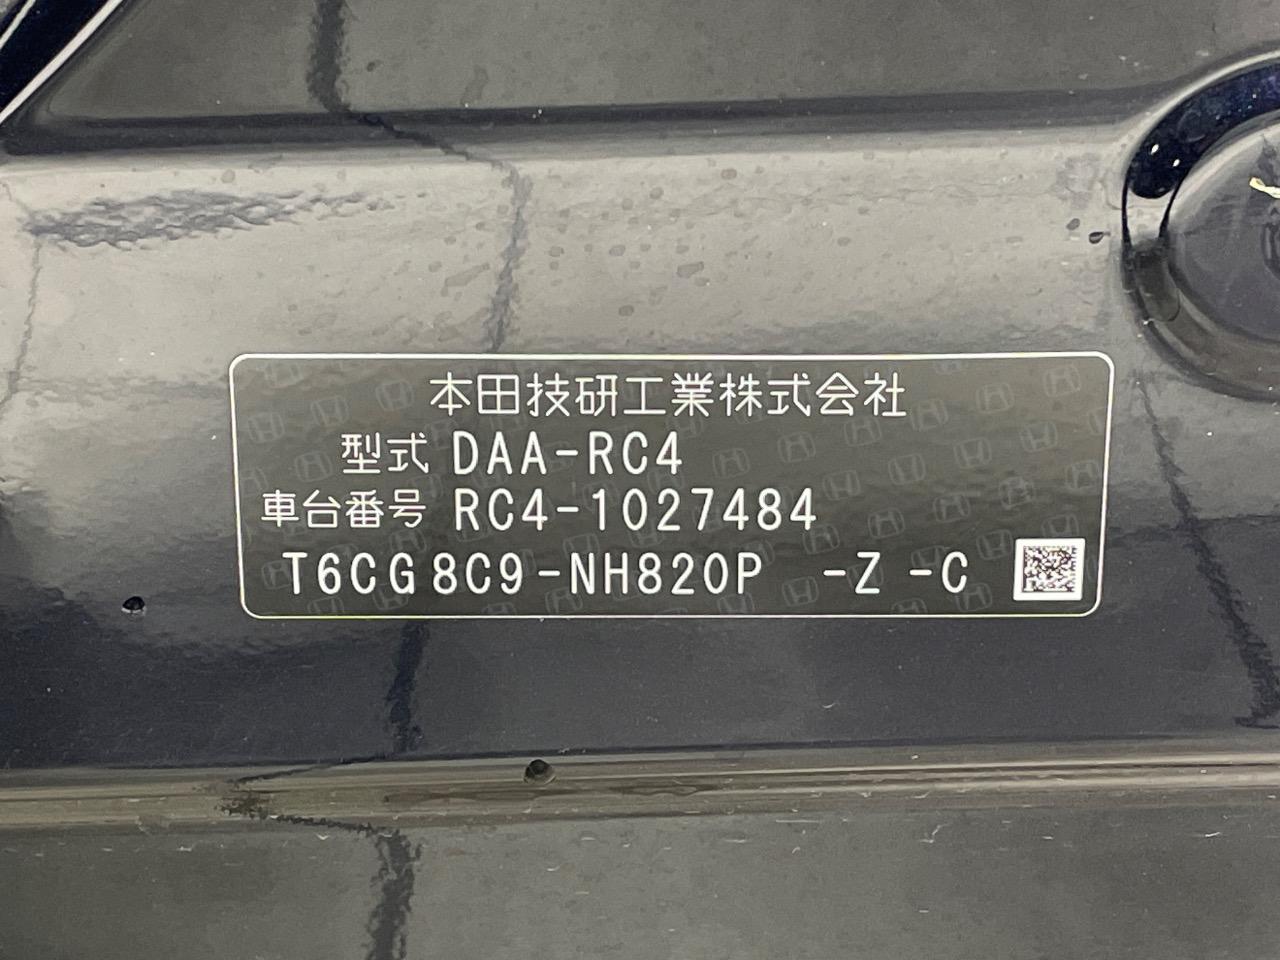 本田技研工業株式会社
型式 DAA-RC4
車台番号 RC4-1027484
T6CG8C9-NH820P -Z -C